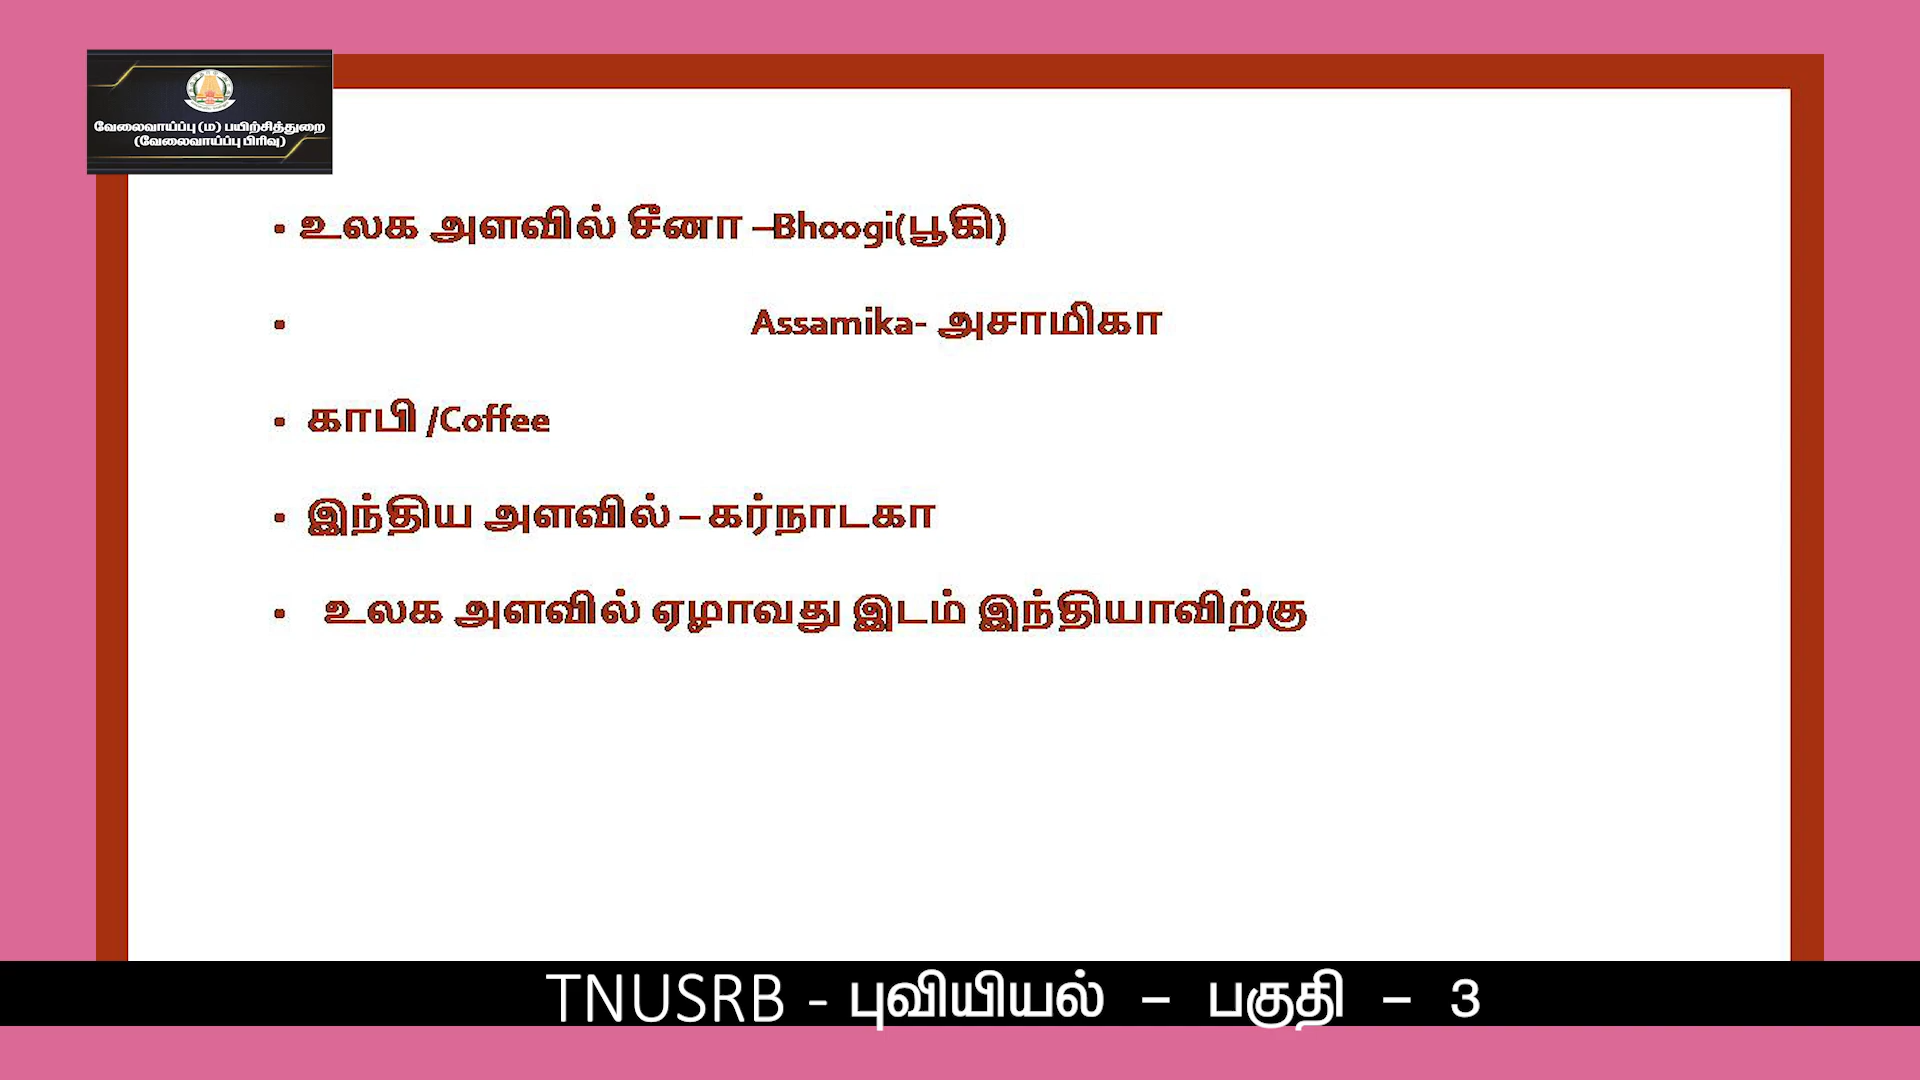 வேலைவாய்ப்பு (ம) பயிற்சித்துறை
(வேலைவாய்ப்பு பிரிவு)
• உலக அளவில் சீனா –Bhoogi(பூகி)
• Assamika- அசாமிகா
• காபி /Coffee
• இந்திய அளவில் – கர்நாடகா
• உலக அளவில் ஏழாவது இடம் இந்தியாவிற்கு
TNUSRB - புவியியல் – பகுதி – 3